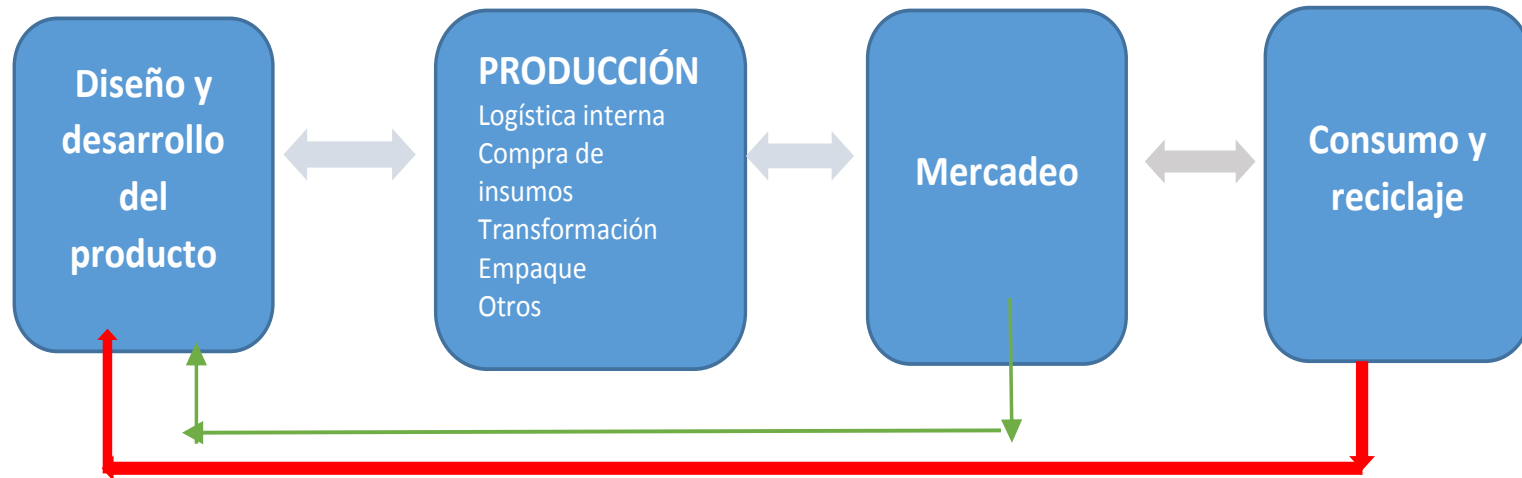 Diseño y
desarrollo
del
producto
PRODUCCIÓN
Logística interna
Compra de
insumos
Transformación
Empaque
Otros
Mercadeo
Consumo y
reciclaje